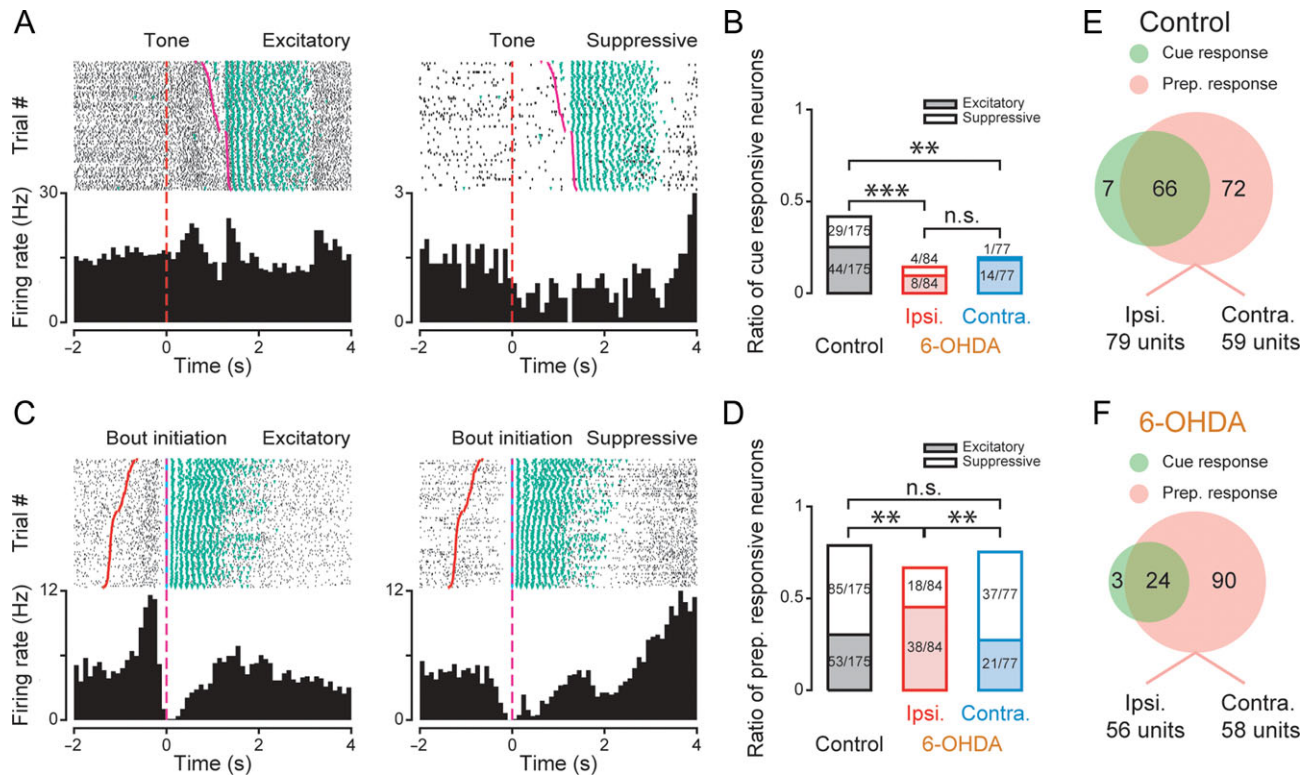 A
Tone
Excitatory
Trial #
30
Firing rate (Hz)
0
−2
0
2
4
Time (s)
Tone
Suppressive
3
0
−2
0
2
4
Time (s)
B
Excitatory
Suppressive
Ratio of cue responsive neurons
1
0.5
0
**
***
n.s.
29/175
44/175
4/84
8/84
1/77
14/77
Ipsi.
Contra.
Control
6-OHDA
E
Control
Cue response
Prep. response
7
66
72
Ipsi.
79 units
Contra.
59 units
C
Bout initiation
Excitatory
Trial #
12
Firing rate (Hz)
0
−2
0
2
4
Time (s)
Bout initiation
Suppressive
12
0
−2
0
2
4
Time (s)
D
Excitatory
Suppressive
Ratio of prep. responsive neurons
1
0.5
0
n.s.
**
**
85/175
53/175
18/84
38/84
37/77
21/77
Ipsi.
Contra.
Control
6-OHDA
F
6-OHDA
Cue response
Prep. response
3
24
90
Ipsi.
56 units
Contra.
58 units